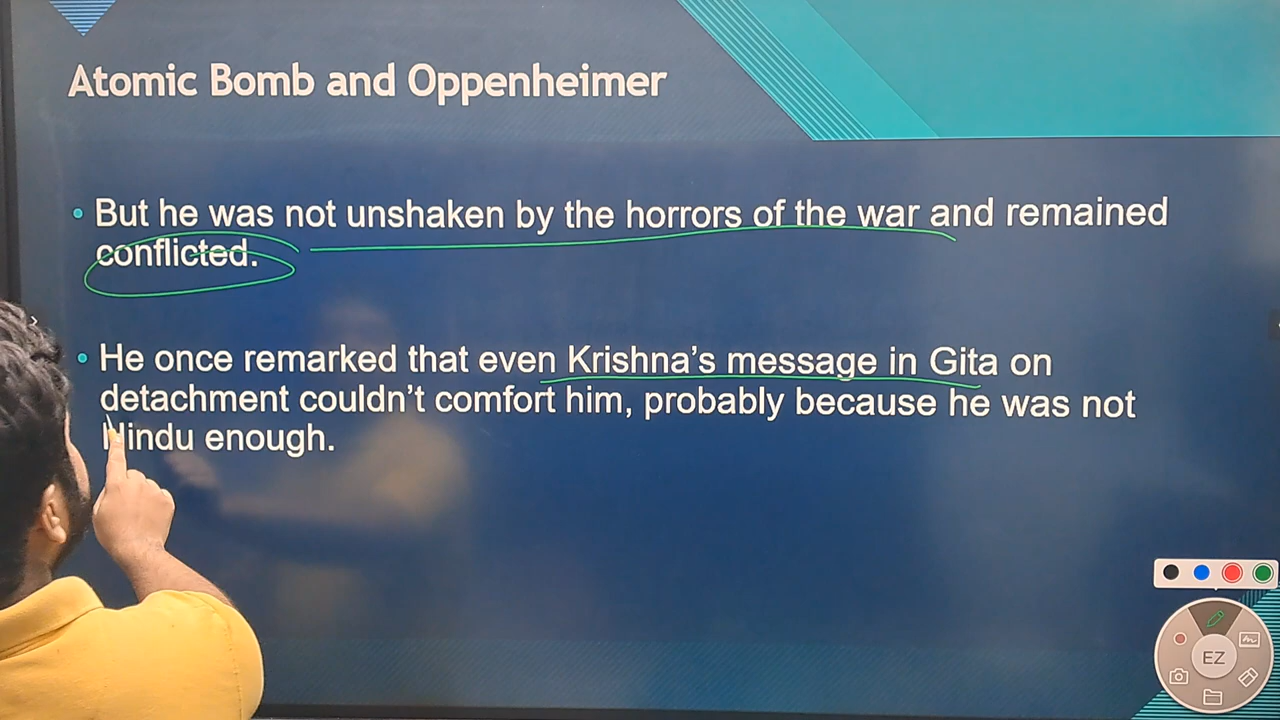 Atomic Bomb and Oppenheimer
• But he was not unshaken by the horrors of the war and remained
conflicted.
• He once remarked that even Krishna's message in Gita on
detachment couldn't comfort him, probably because he was not
Hindu enough.
EZ